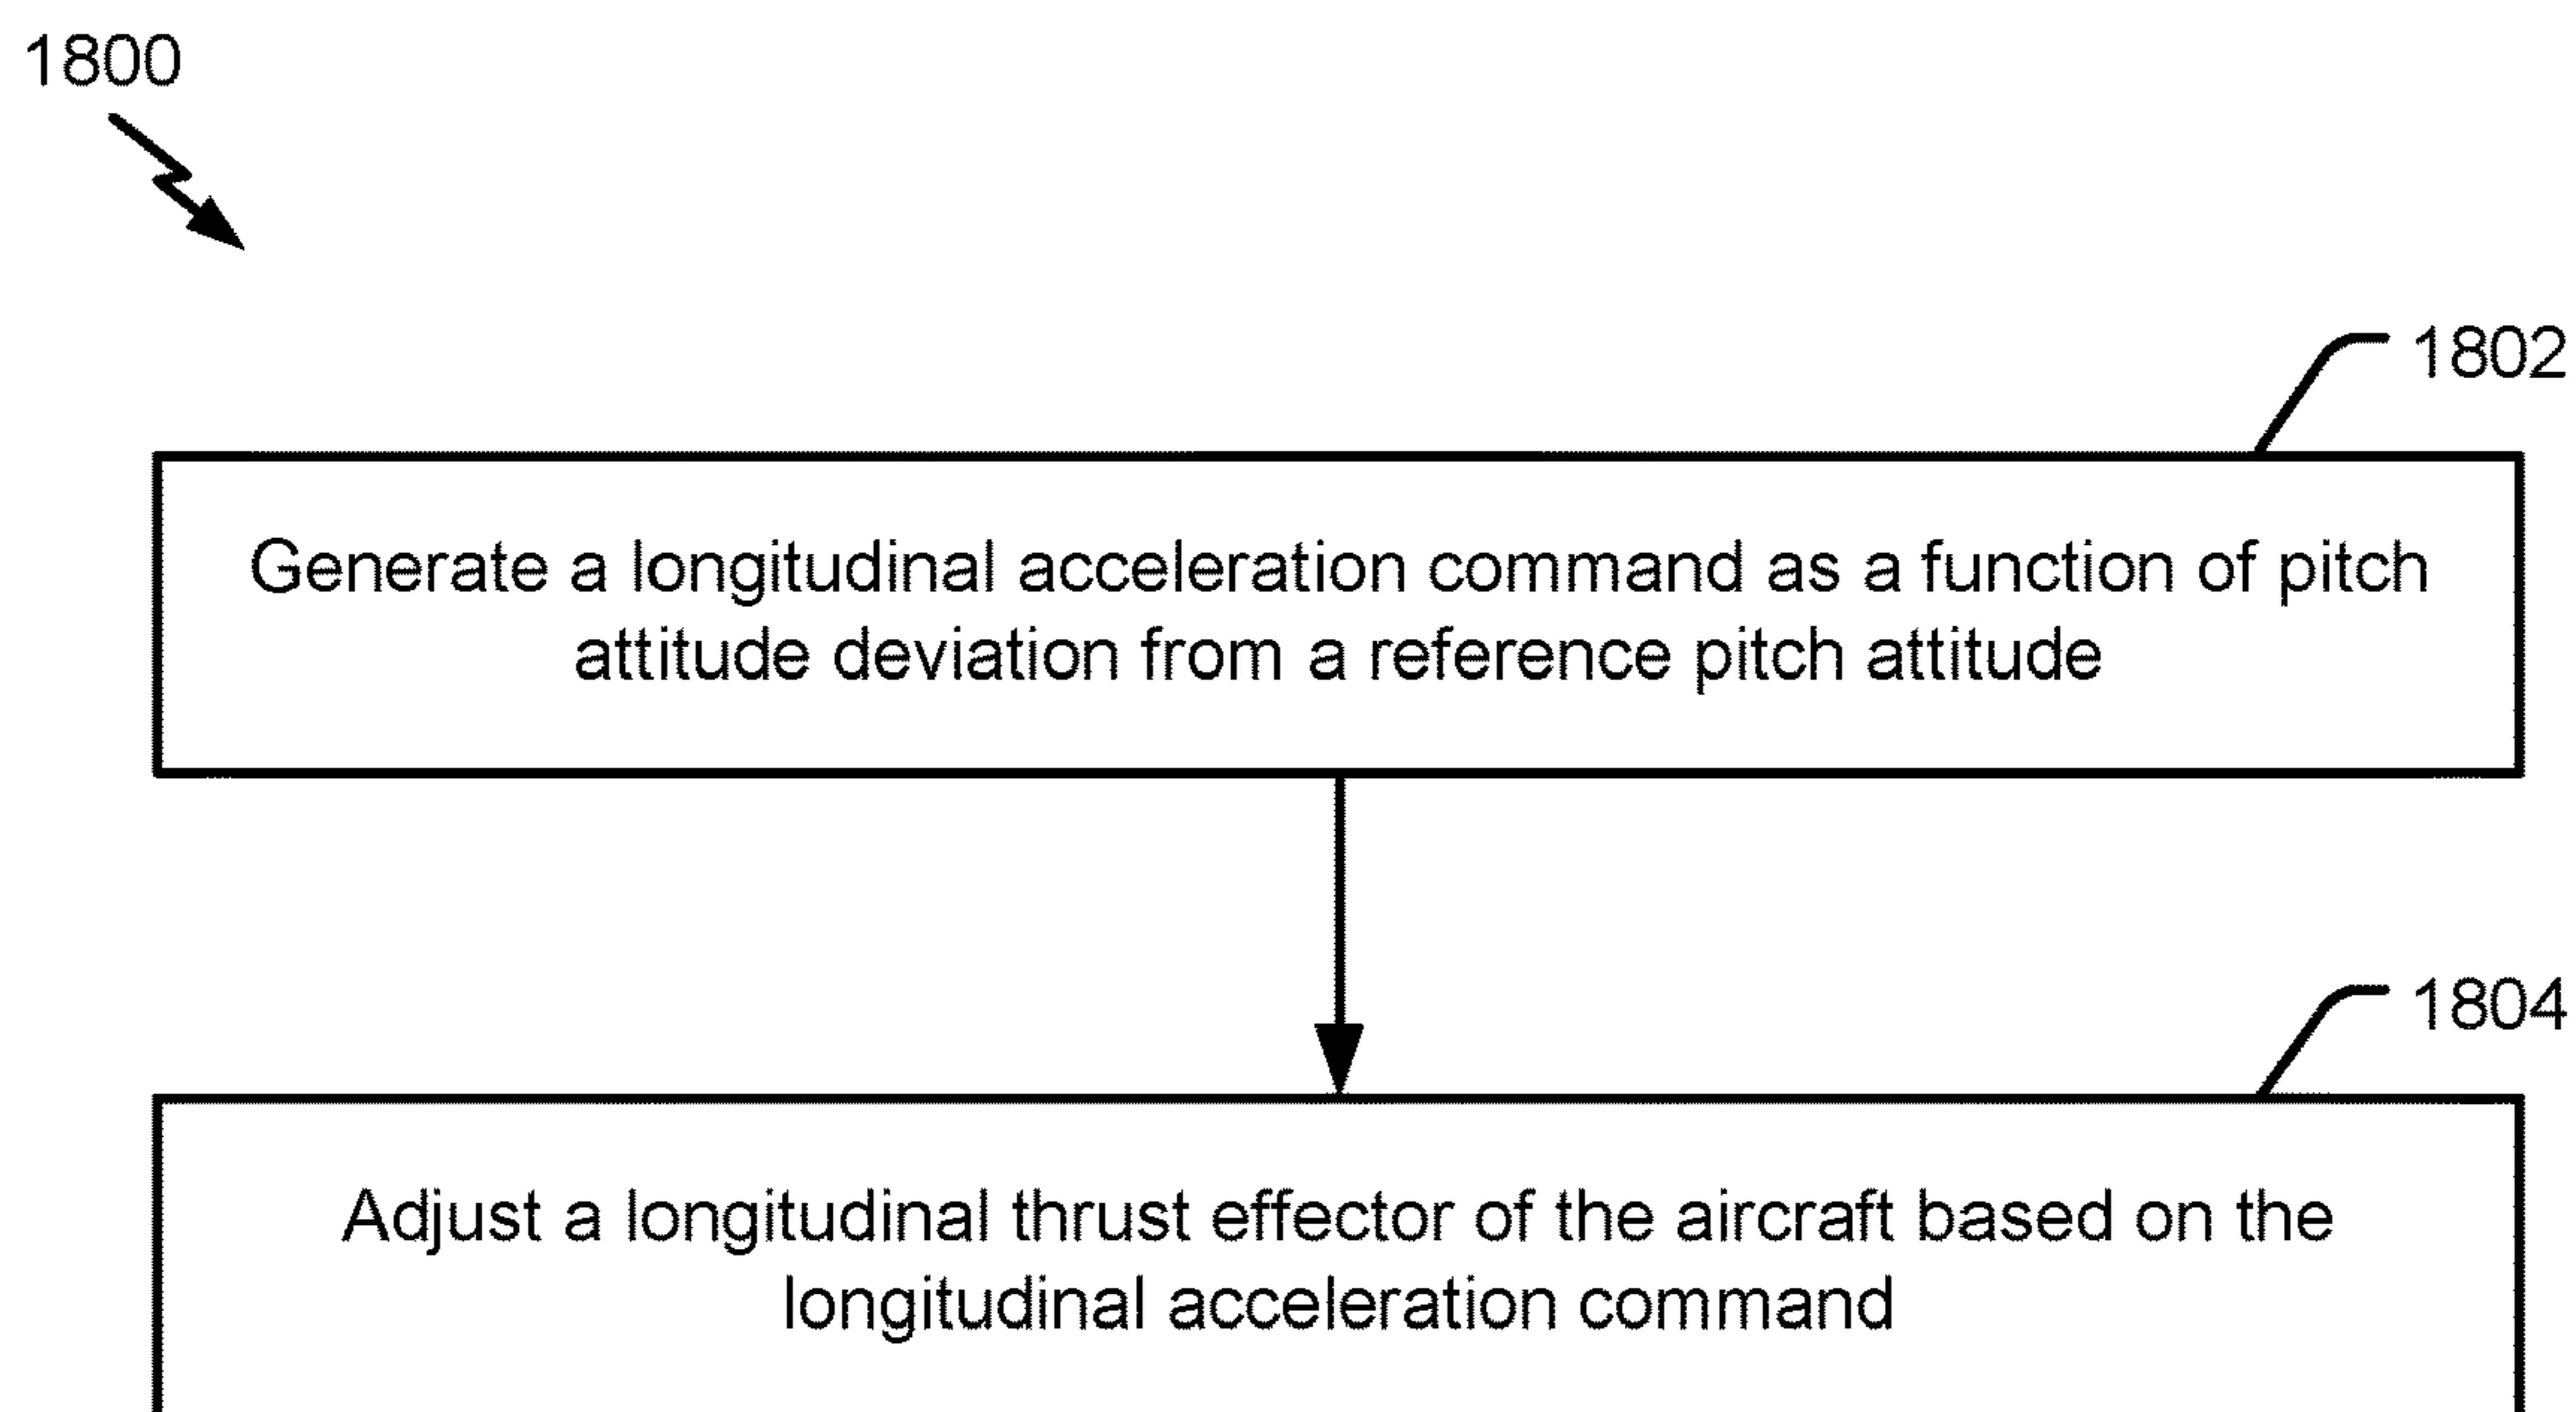 1800
1802
Generate a longitudinal acceleration command as a function of pitch
attitude deviation from a reference pitch attitude
1804
Adjust a longitudinal thrust effector of the aircraft based on the
longitudinal acceleration command